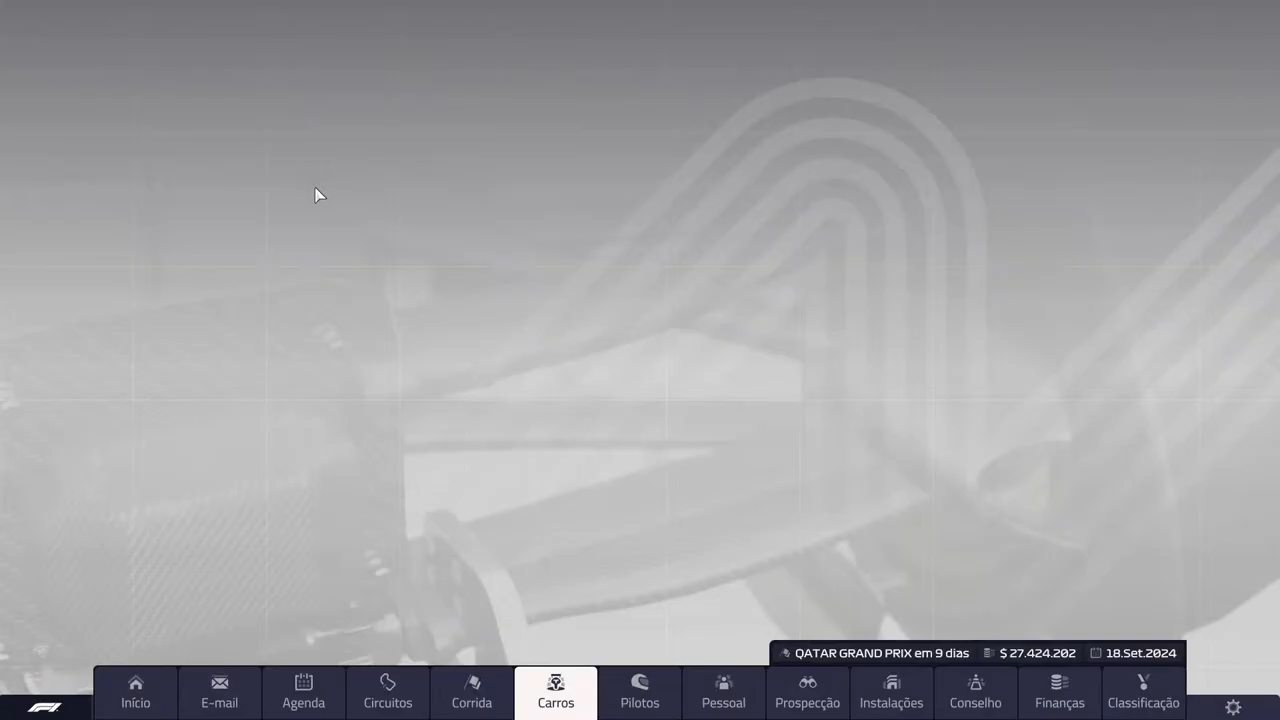 QATAR GRAND PRIX em 9 dias $ 27.424.202 18.Set.2024
Início E-mail Agenda Circuitos Corrida Carros Pilotos Pessoal Prospecção Instalações Conselho Finanças Classificação